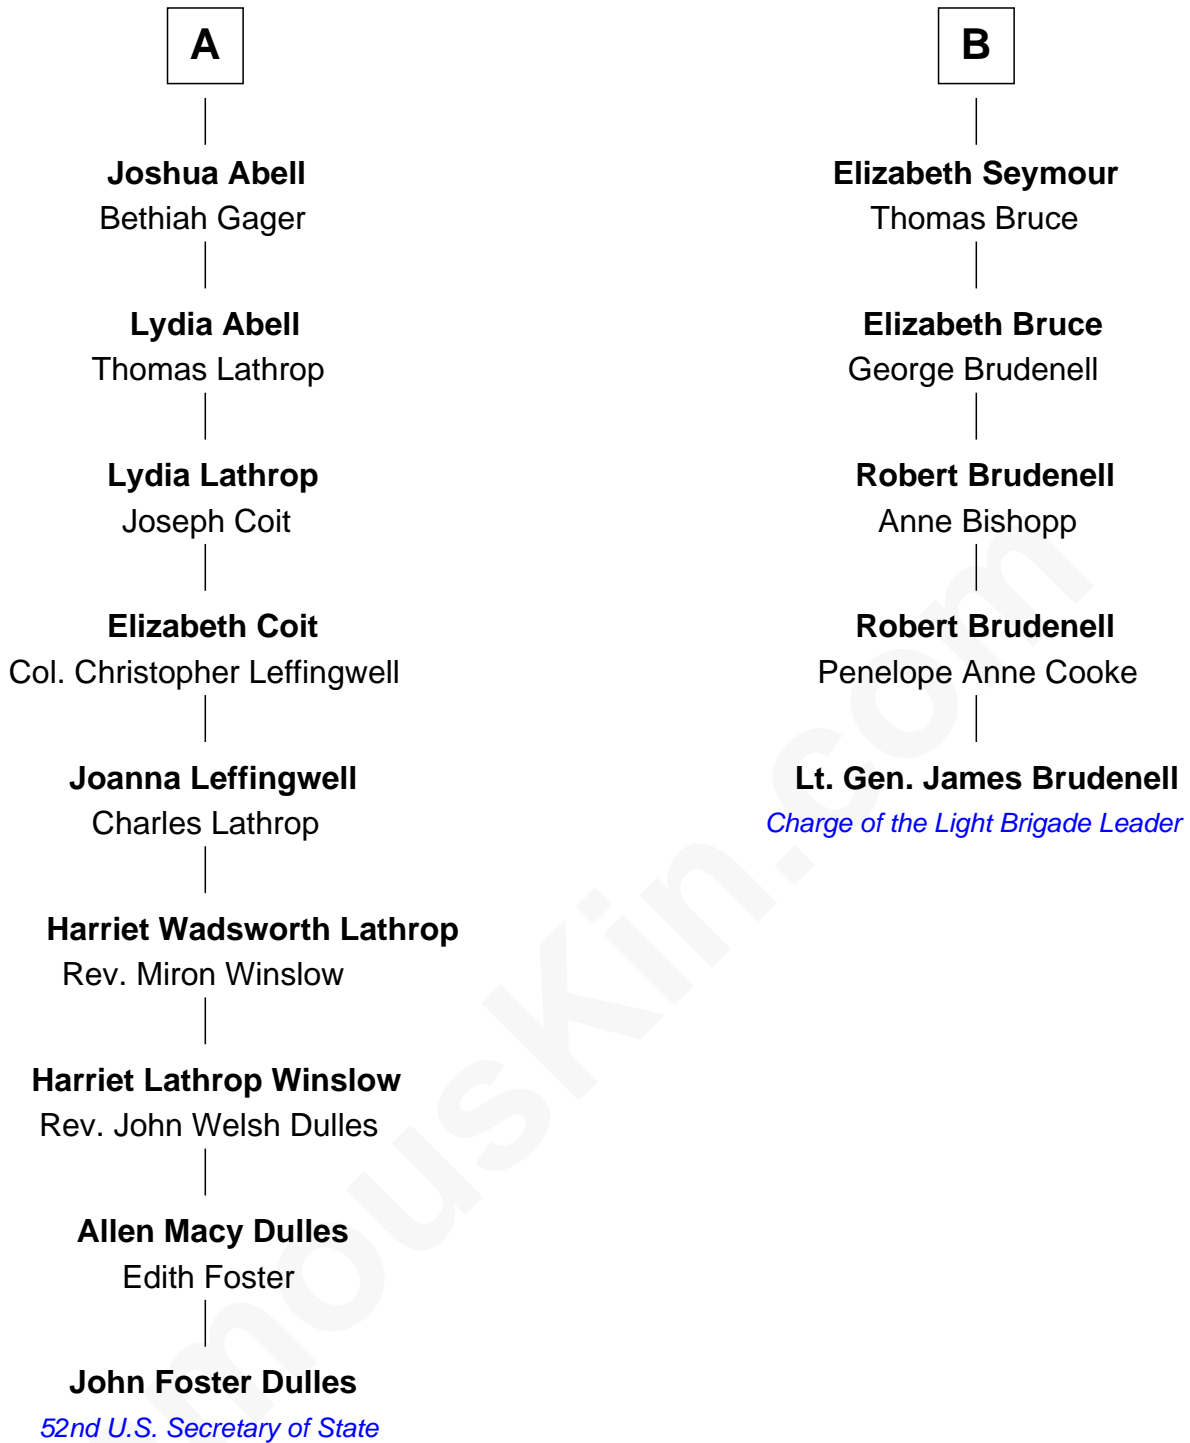 A
Joshua Abell
Bethiah Gager
Lydia Abell
Thomas Lathrop
Lydia Lathrop
Joseph Coit
Elizabeth Coit
Col. Christopher Leffingwell
Joanna Leffingwell
Charles Lathrop
Harriet Wadsworth Lathrop
Rev. Miron Winslow
Harriet Lathrop Winslow
Rev. John Welsh Dulles
Allen Macy Dulles
Edith Foster
John Foster Dulles
52nd U.S. Secretary of State
B
Elizabeth Seymour
Thomas Bruce
Elizabeth Bruce
George Brudenell
Robert Brudenell
Anne Bishopp
Robert Brudenell
Penelope Anne Cooke
Lt. Gen. James Brudenell
Charge of the Light Brigade Leader
mousKin.com